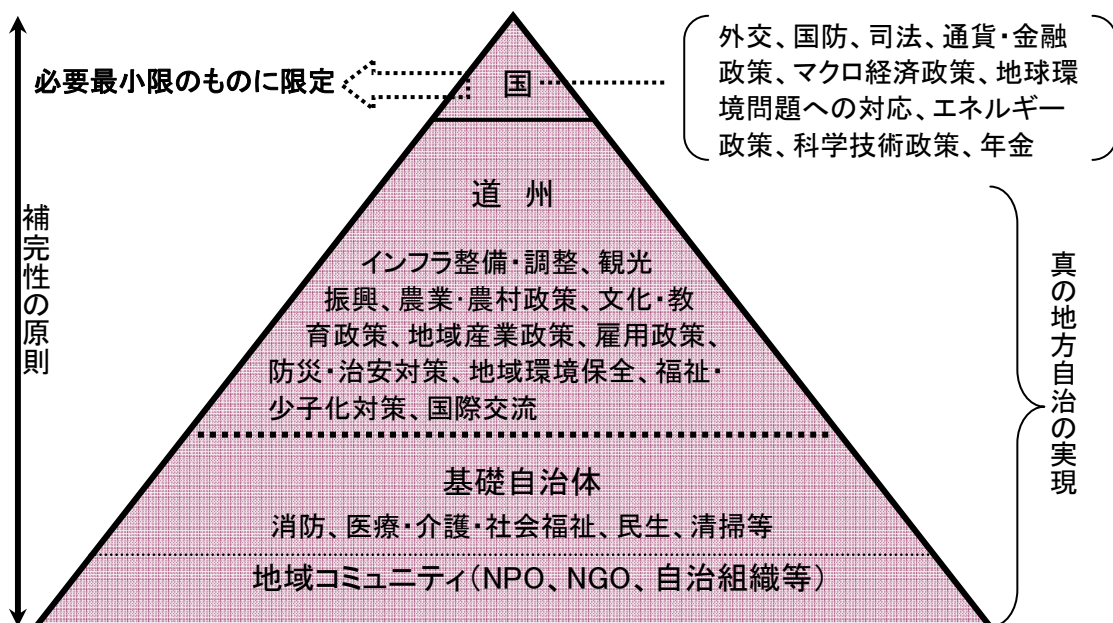 外交、国防、司法、通貨・金融
政策、マクロ経済政策、地球環
境問題への対応、エネルギー
政策、科学技術政策、年金
必要最小限のものに限定
国
道 州
インフラ整備・調整、観光
振興、農業・農村政策、文化・教
育政策、地域産業政策、雇用政策、
防災・治安対策、地域環境保全、福祉・
少子化対策、国際交流
基礎自治体
消防、医療・介護・社会福祉、民生、清掃等
地域コミュニティ(NPO、NGO、自治組織等)
補完性の原則
真の地方自治の実現